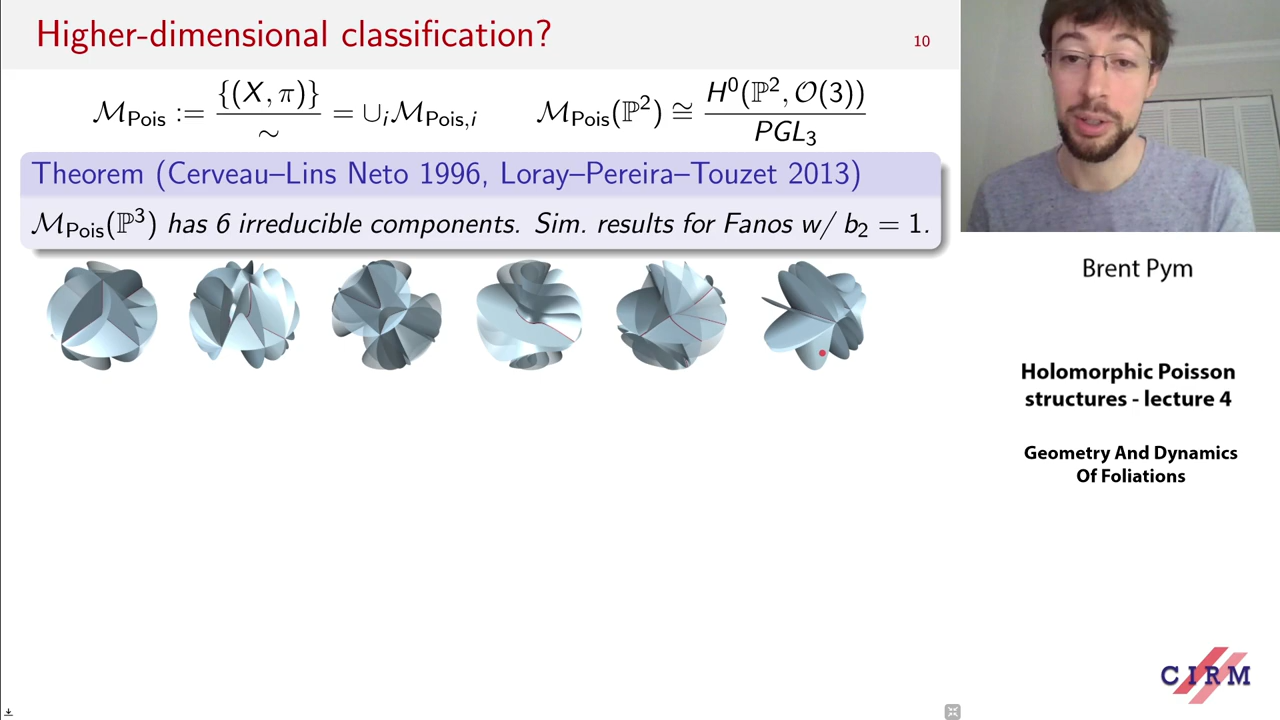 Higher-dimensional classification?
10
ℳ_Pois := {(X, π)} / ∼ = ∪ᵢℳ_Pois,i    ℳ_Pois(ℙ²) ≅ H⁰(ℙ², 𝒪(3)) / PGL₃
Theorem (Cerveau–Lins Neto 1996, Loray–Pereira–Touzet 2013)
ℳ_Pois(ℙ³) has 6 irreducible components. Sim. results for Fanos w/ b₂ = 1.
Brent Pym
Holomorphic Poisson
structures - lecture 4
Geometry And Dynamics
Of Foliations
CIRM